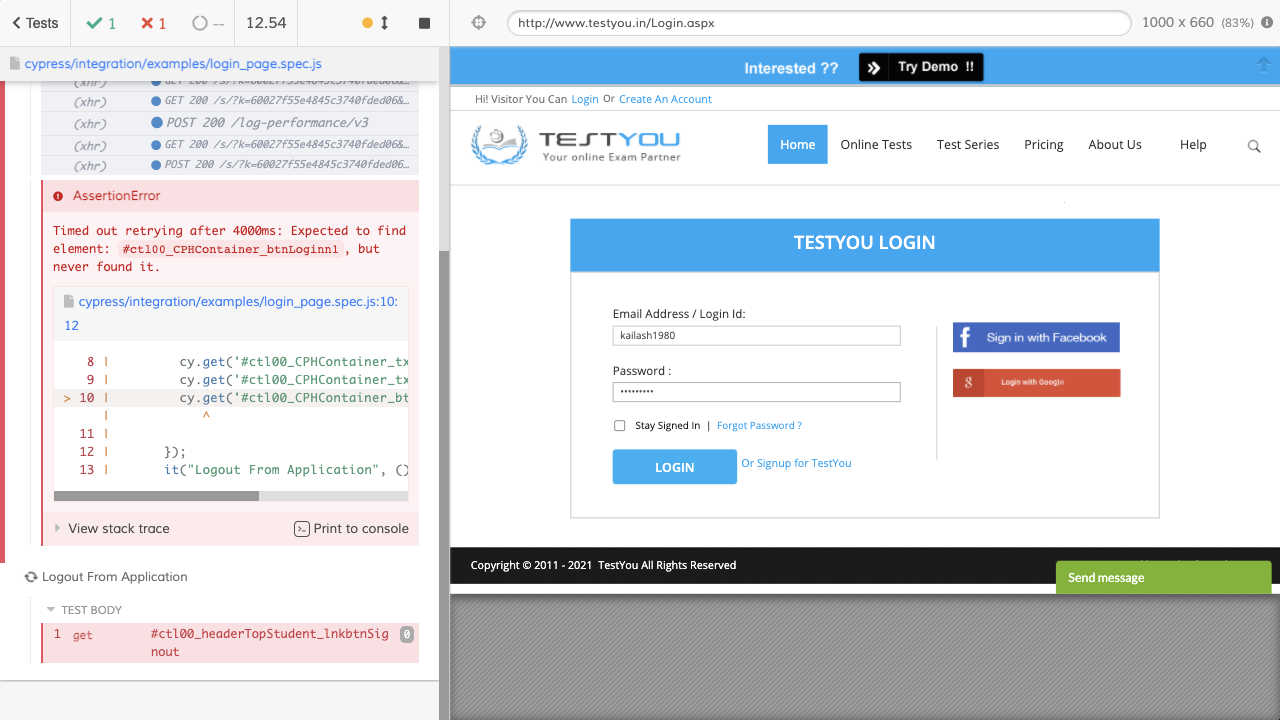 Tests
1
1
--
12.54
http://www.testyou.in/Login.aspx
1000 x 660 (83%)
cypress/integration/examples/login_page.spec.js
(xhr) GET 200 /s/?k=60027f55e4845c3740fded06&…
(xhr) GET 200 /s/?k=60027f55e4845c3740fded06&…
(xhr) POST 200 /log-performance/v3
(xhr) GET 200 /s/?k=60027f55e4845c3740fded06&…
(xhr) POST 200 /s/?k=60027f55e4845c3740fded06…
AssertionError
Timed out retrying after 4000ms: Expected to find
element: #ctl00_CPHContainer_btnLoginn1, but
never found it.
cypress/integration/examples/login_page.spec.js:10:
12
8 | cy.get('#ctl00_CPHContainer_tx
9 | cy.get('#ctl00_CPHContainer_tx
> 10 | cy.get('#ctl00_CPHContainer_bt
| ^
11 |
12 | });
13 | it("Logout From Application", ()
View stack trace
Print to console
Logout From Application
TEST BODY
1 get #ctl00_headerTopStudent_lnkbtnSig
nout
0
Interested ??
Try Demo !!
Hi! Visitor You Can Login Or Create An Account
TESTYOU
Your online Exam Partner
Home
Online Tests
Test Series
Pricing
About Us
Help
TESTYOU LOGIN
Email Address / Login Id:
kailash1980
Password :
•••••••••
Stay Signed In | Forgot Password ?
LOGIN
Or Signup for TestYou
f Sign in with Facebook
g Login with Google
Copyright © 2011 - 2021 TestYou All Rights Reserved
Send message